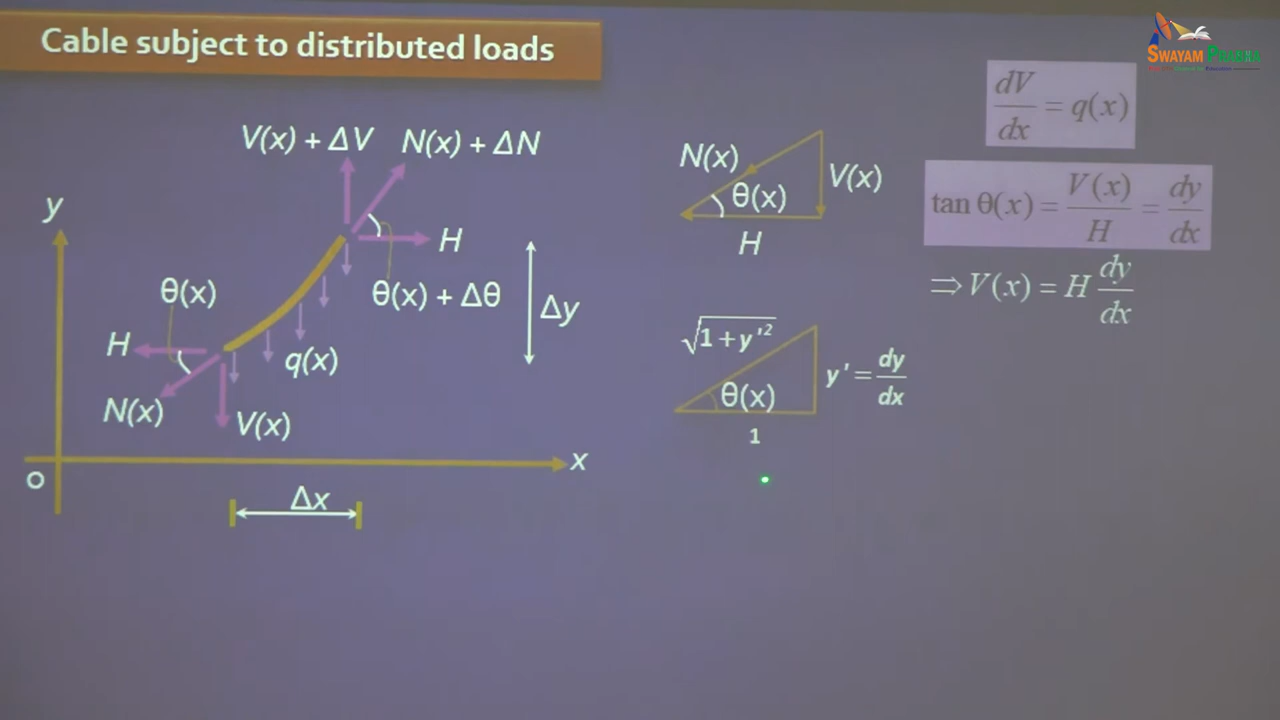 Cable subject to distributed loads
SWAYAM PRABHA
V(x) + ΔV
N(x) + ΔN
y
H
θ(x) + Δθ
θ(x)
Δy
H
q(x)
N(x)
V(x)
x
O
Δx
N(x)
V(x)
θ(x)
H
√(1 + y'²)
θ(x)
y' = dy/dx
1
dV/dx = q(x)
tan θ(x) = V(x)/H = dy/dx
⇒ V(x) = H dy/dx